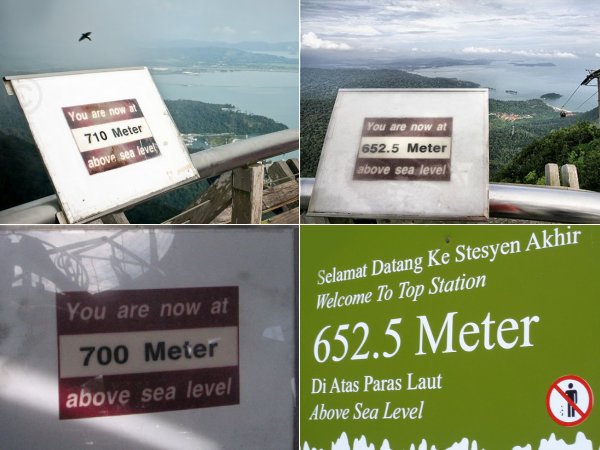 You are now at
710 Meter
above sea level
You are now at
652.5 Meter
above sea level
You are now at
700 Meter
above sea level
Selamat Datang Ke Stesyen Akhir
Welcome To Top Station
652.5 Meter
Di Atas Paras Laut
Above Sea Level